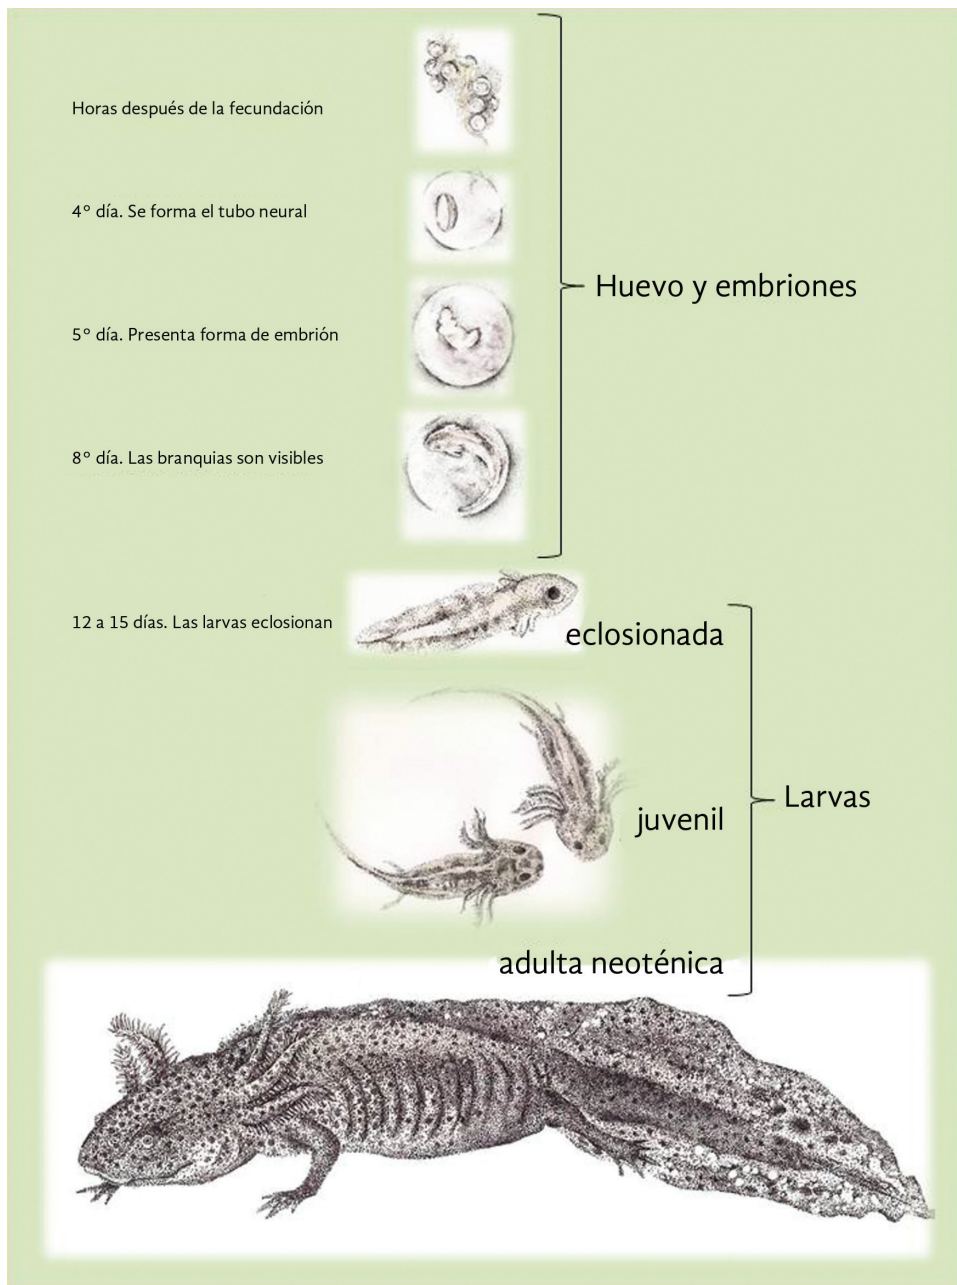 Horas después de la fecundación
4° día. Se forma el tubo neural
Huevo y embriones
5° día. Presenta forma de embrión
8° día. Las branquias son visibles
12 a 15 días. Las larvas eclosionan
eclosionada
Larvas
juvenil
adulta neoténica